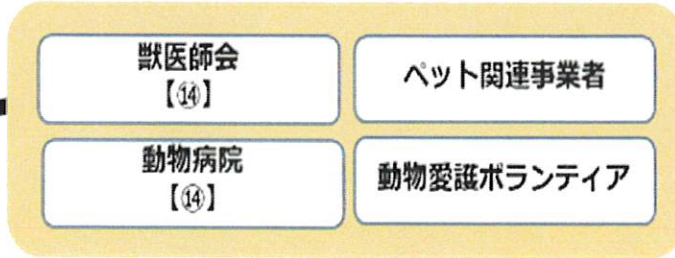 獣医師会
【⑭】
ペット関連事業者
動物病院
【⑭】
動物愛護ボランティア